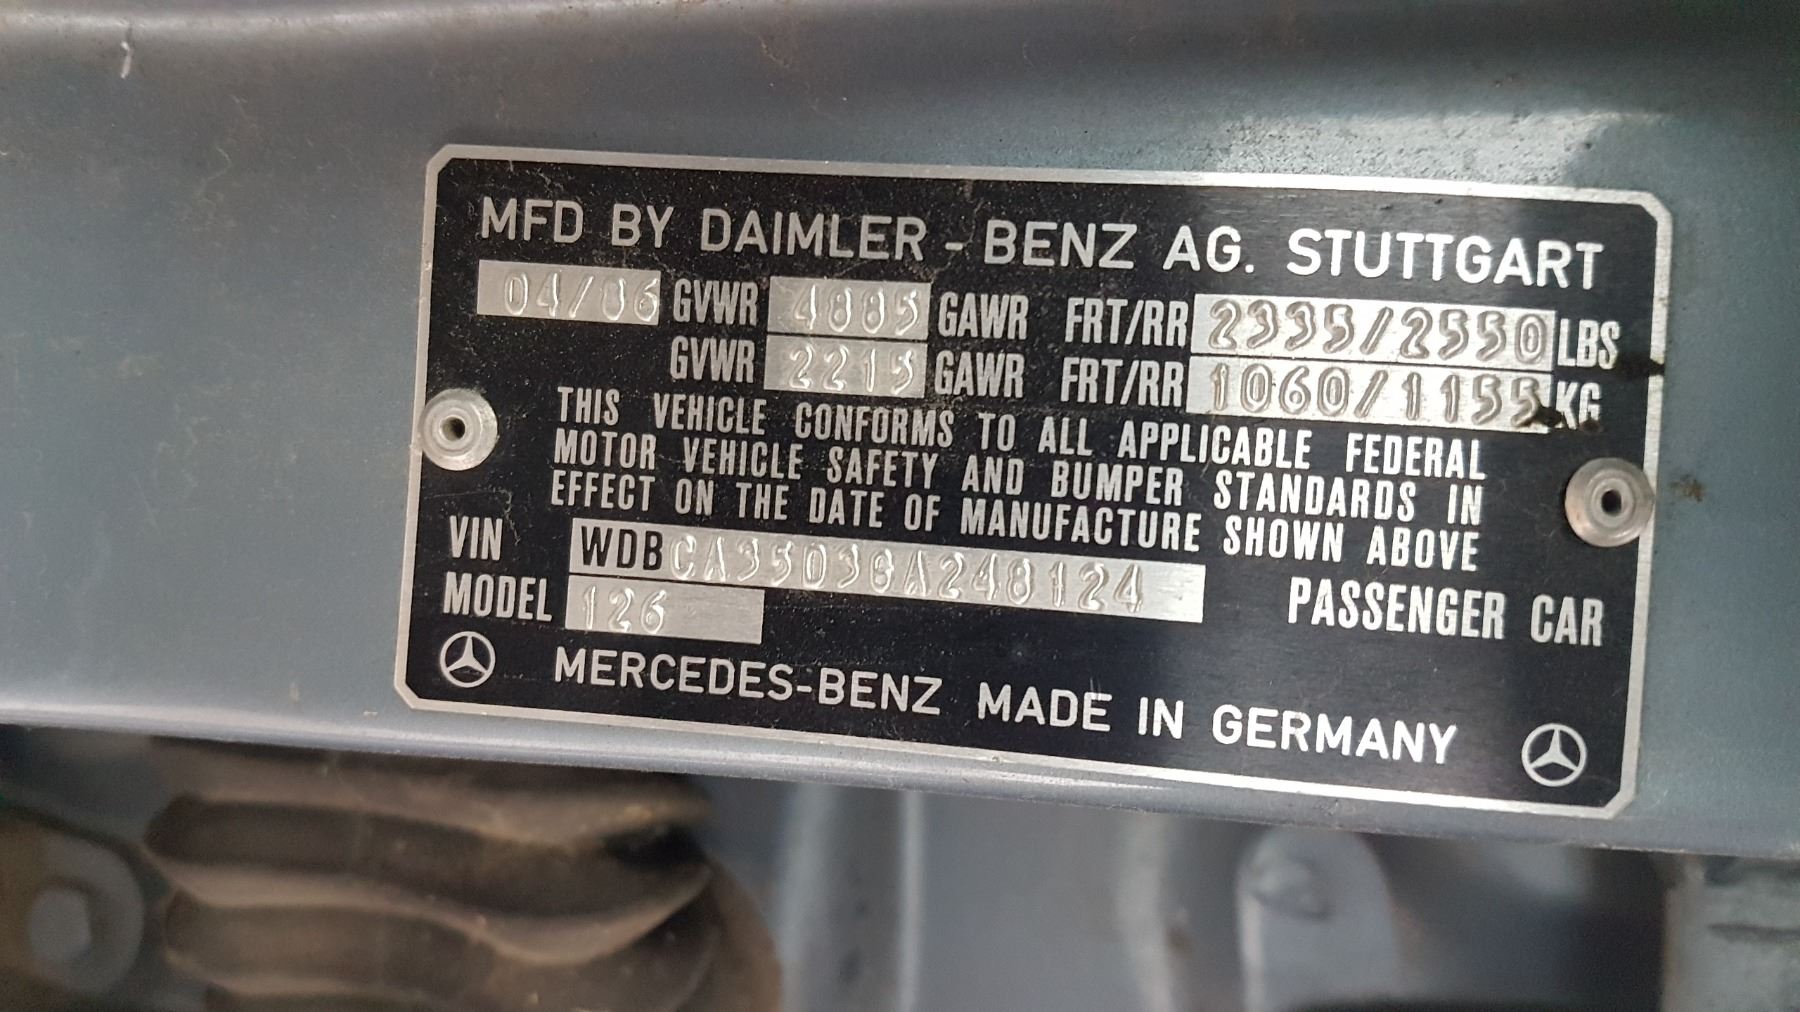 MFD BY DAIMLER - BENZ AG. STUTTGART
04/86 GVWR 4885 GAWR FRT/RR 2335/2550 LBS
GVWR 2215 GAWR FRT/RR 1060/1155 KG
THIS VEHICLE CONFORMS TO ALL APPLICABLE FEDERAL
MOTOR VEHICLE SAFETY AND BUMPER STANDARDS IN
EFFECT ON THE DATE OF MANUFACTURE SHOWN ABOVE
VIN WDBCA35D3GA248124
MODEL 126 PASSENGER CAR
MERCEDES-BENZ MADE IN GERMANY